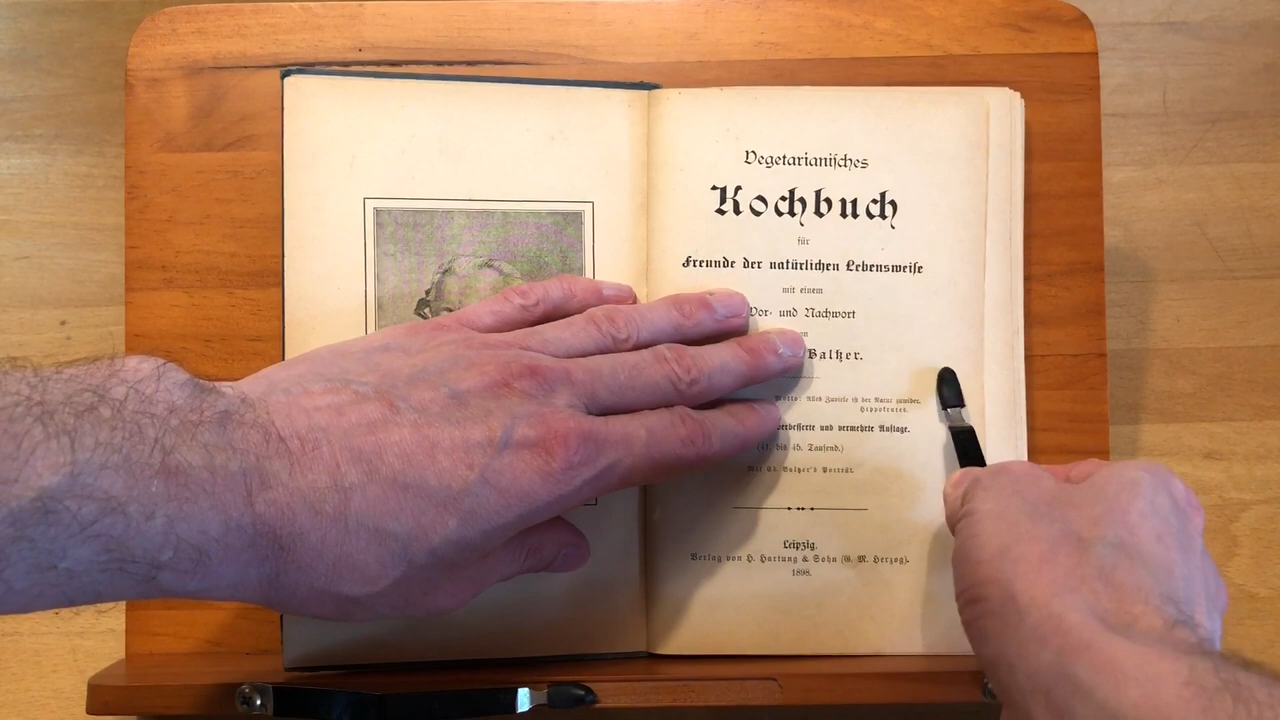 Vegetarianisches
Kochbuch
für
Freunde der natürlichen Lebensweise
mit einem
Vor- und Nachwort
Baltzer.
Motto: Alles Zuviele ist der Natur zuwider.
Hippokrates.
verbesserte und vermehrte Auflage.
(41. bis 45. Tausend.)
Mit Ed. Baltzer's Porträt.
Leipzig.
Verlag von H. Hartung & Sohn (G. M. Herzog).
1898.